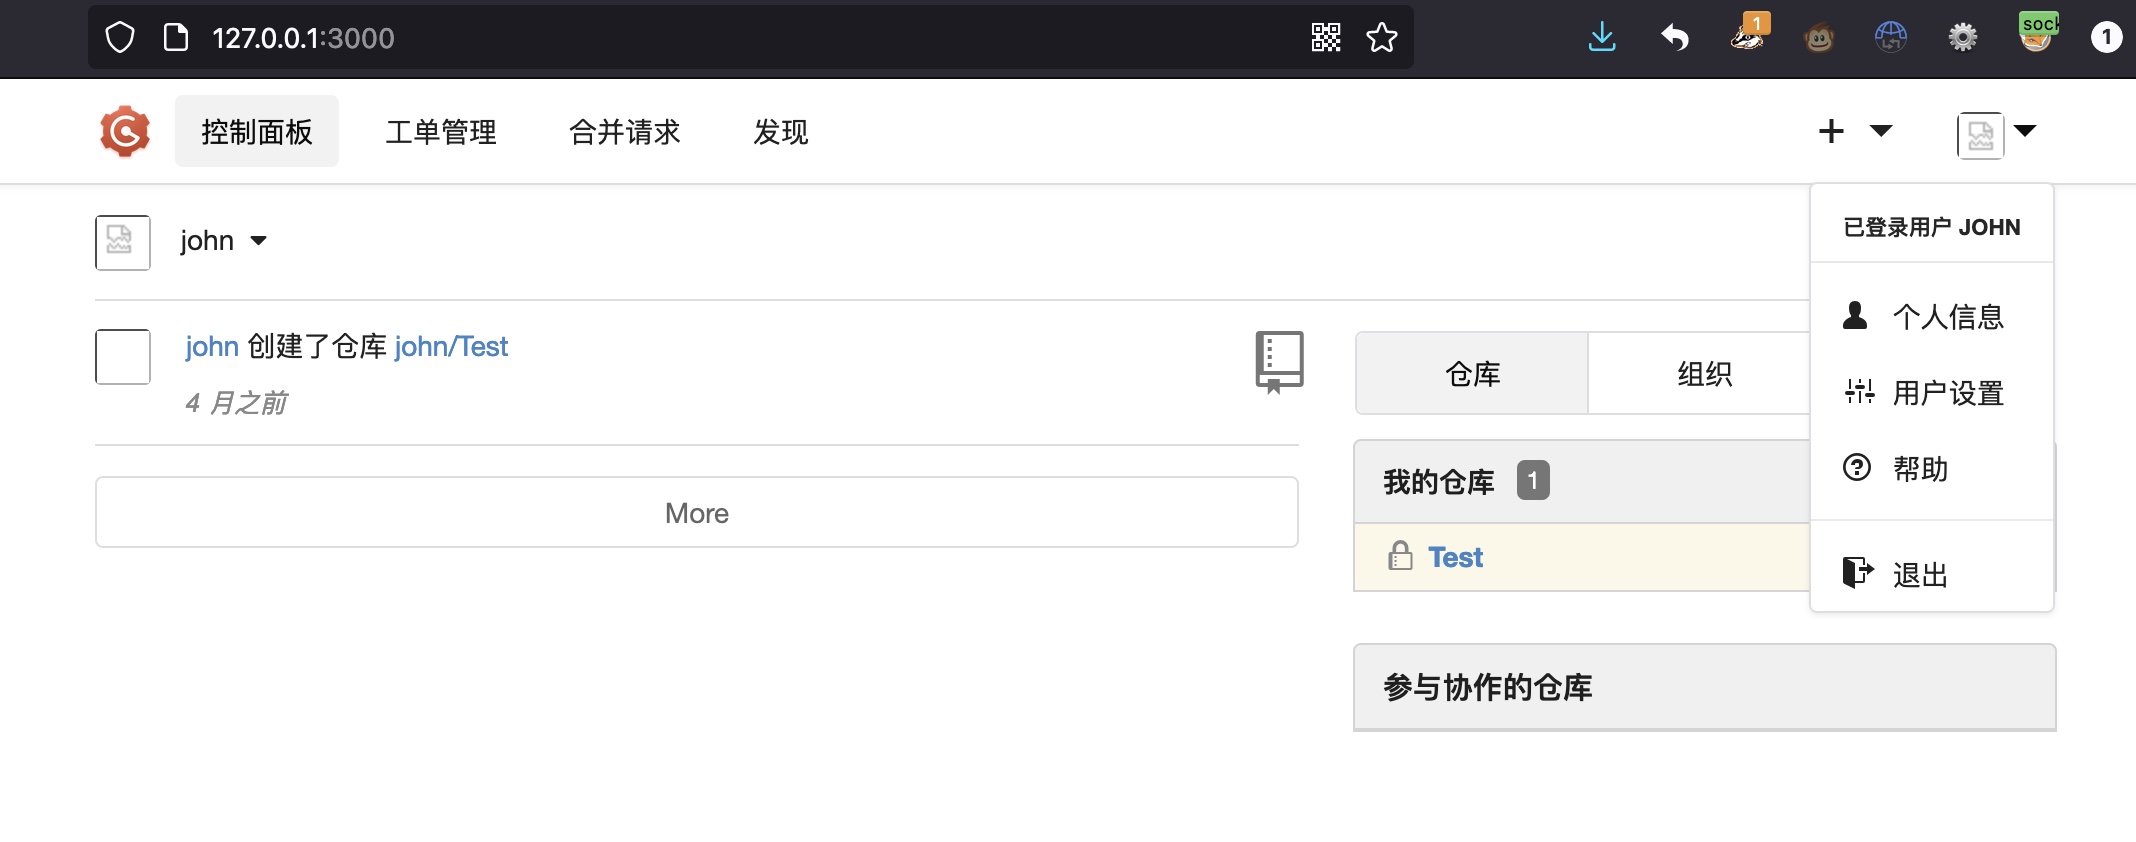 127.0.0.1:3000
1
sock
1
控制面板 工单管理 合并请求 发现
john
已登录用户 JOHN
个人信息
用户设置
帮助
退出
john 创建了仓库 john/Test
4 月之前
More
仓库 组织
我的仓库 1
Test
参与协作的仓库